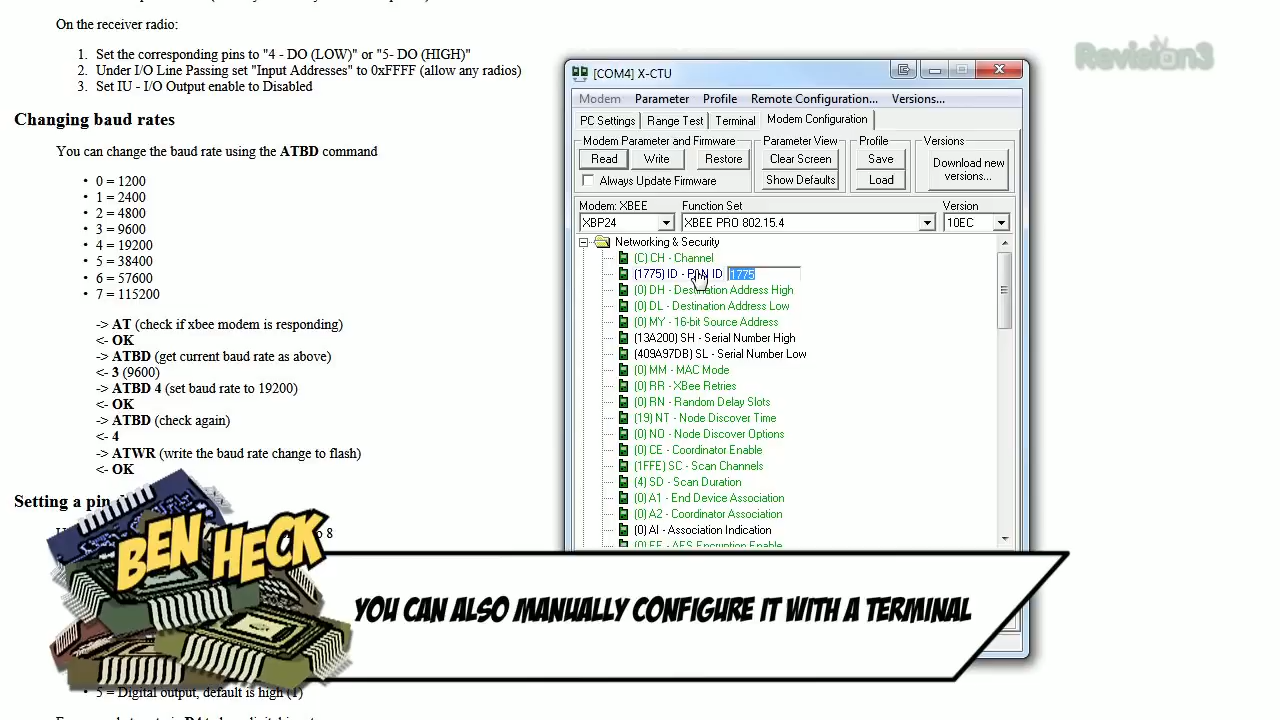 On the receiver radio:
1. Set the corresponding pins to "4 - DO (LOW)" or "5- DO (HIGH)"
2. Under I/O Line Passing set "Input Addresses" to 0xFFFF (allow any radios)
3. Set IU - I/O Output enable to Disabled
Changing baud rates
You can change the baud rate using the ATBD command
• 0 = 1200
• 1 = 2400
• 2 = 4800
• 3 = 9600
• 4 = 19200
• 5 = 38400
• 6 = 57600
• 7 = 115200
-> AT (check if xbee modem is responding)
<- OK
-> ATBD (get current baud rate as above)
<- 3 (9600)
-> ATBD 4 (set baud rate to 19200)
<- OK
-> ATBD (check again)
<- 4
-> ATWR (write the baud rate change to flash)
<- OK
Setting a pin
8
• 5 = Digital output, default is high (1)
Revision3
[COM4] X-CTU
Modem Parameter Profile Remote Configuration... Versions...
PC Settings Range Test Terminal Modem Configuration
Modem Parameter and Firmware Parameter View Profile Versions
Read Write Restore Clear Screen Save Download new versions...
Always Update Firmware Show Defaults Load
Modem: XBEE Function Set Version
XBP24 XBEE PRO 802.15.4 10EC
Networking & Security
(C) CH - Channel
(1775) ID - PAN ID 1775
(0) DH - Destination Address High
(0) DL - Destination Address Low
(0) MY - 16-bit Source Address
(13A200) SH - Serial Number High
(409A97DB) SL - Serial Number Low
(0) MM - MAC Mode
(0) RR - XBee Retries
(0) RN - Random Delay Slots
(19) NT - Node Discover Time
(0) NO - Node Discover Options
(0) CE - Coordinator Enable
(1FFE) SC - Scan Channels
(4) SD - Scan Duration
(0) A1 - End Device Association
(0) A2 - Coordinator Association
(0) AI - Association Indication
(0) EE - AES Encryption Enable
BEN HECK
YOU CAN ALSO MANUALLY CONFIGURE IT WITH A TERMINAL